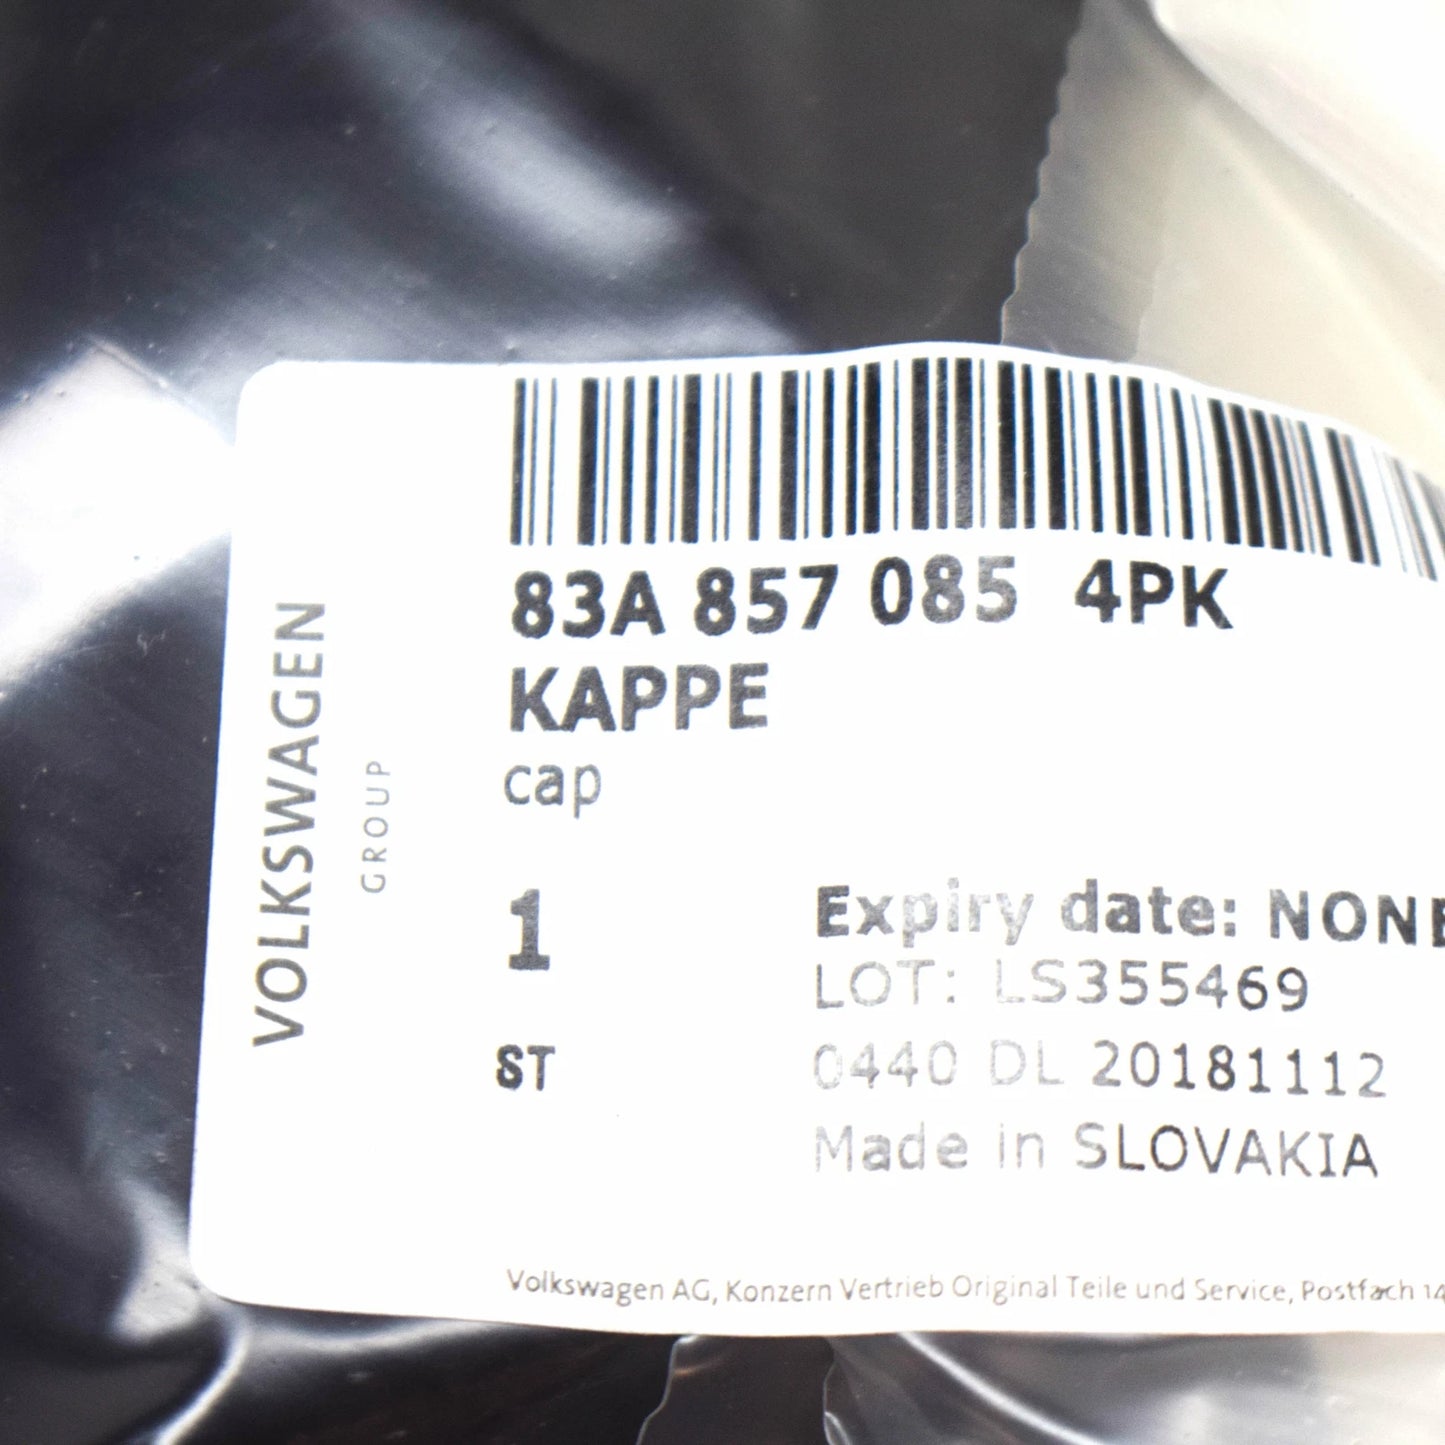 VOLKSWAGEN
GROUP
83A 857 085 4PK
KAPPE
cap
1
ST
Expiry date: NONE
LOT: LS355469
0440 DL 20181112
Made in SLOVAKIA
Volkswagen AG, Konzern Vertrieb Original Teile und Service, Postfach 14